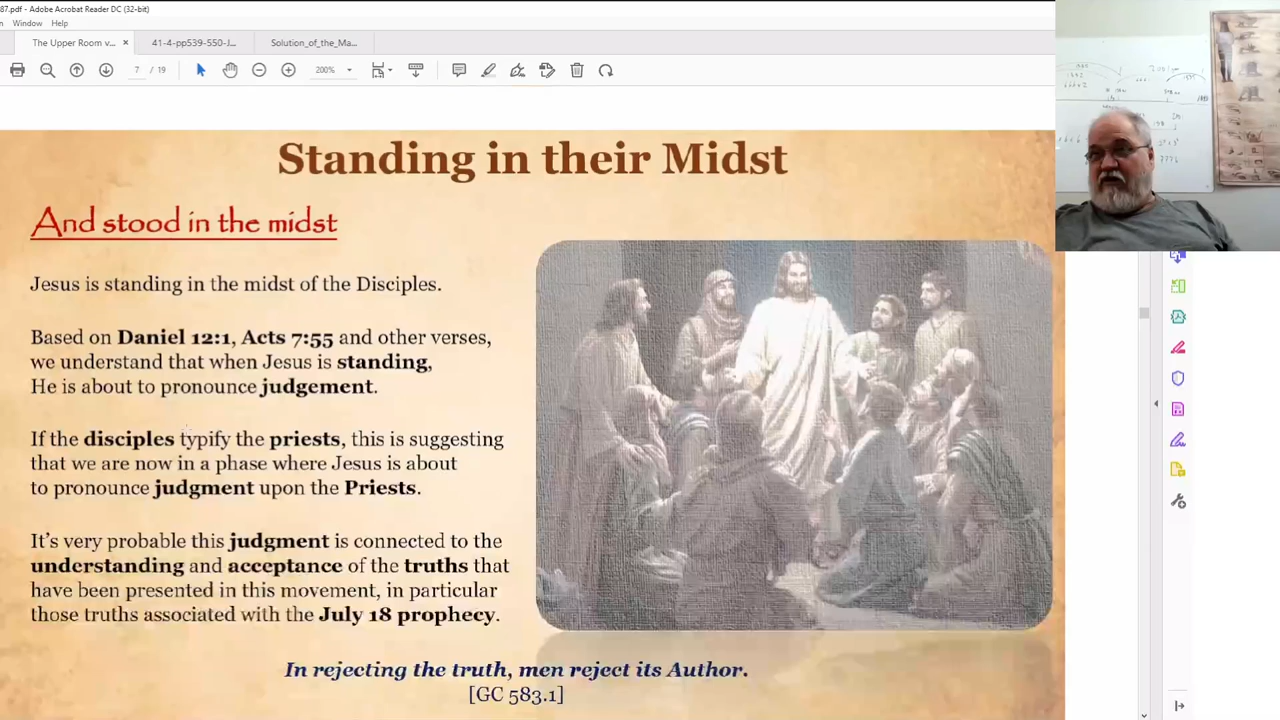 87.pdf - Adobe Acrobat Reader DC (32-bit)
Window Help
The Upper Room v... × 41-4-pp539-550-J... Solution_of_the_Ma...
7 / 19 200%
Standing in their Midst
And stood in the midst
Jesus is standing in the midst of the Disciples.
Based on Daniel 12:1, Acts 7:55 and other verses,
we understand that when Jesus is standing,
He is about to pronounce judgement.
If the disciples typify the priests, this is suggesting
that we are now in a phase where Jesus is about
to pronounce judgment upon the Priests.
It's very probable this judgment is connected to the
understanding and acceptance of the truths that
have been presented in this movement, in particular
those truths associated with the July 18 prophecy.
In rejecting the truth, men reject its Author.
[GC 583.1]